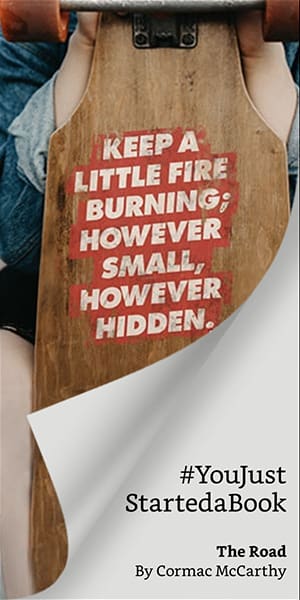 KEEP A
LITTLE FIRE
BURNING;
HOWEVER
SMALL,
HOWEVER
HIDDEN.
#YouJust
StartedaBook
The Road
By Cormac McCarthy